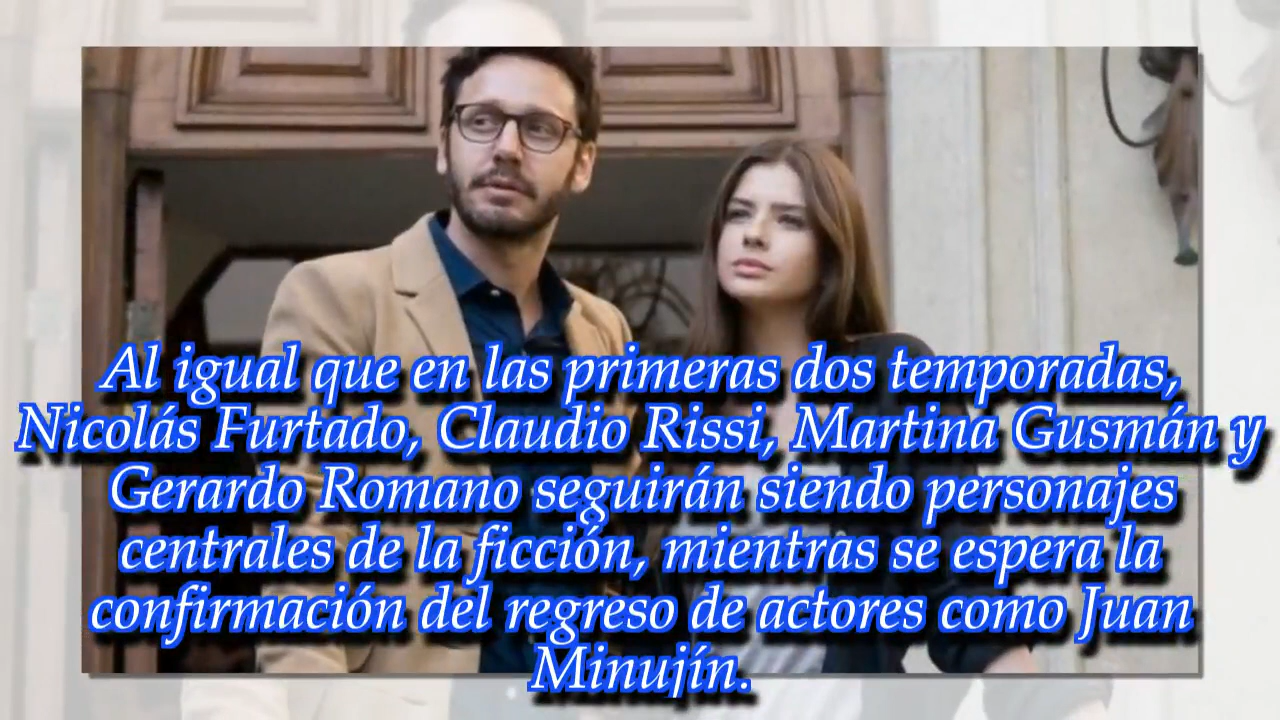 Al igual que en las primeras dos temporadas,
Nicolás Furtado, Claudio Rissi, Martina Gusmán y
Gerardo Romano seguirán siendo personajes
centrales de la ficción, mientras se espera la
confirmación del regreso de actores como Juan
Minujín.